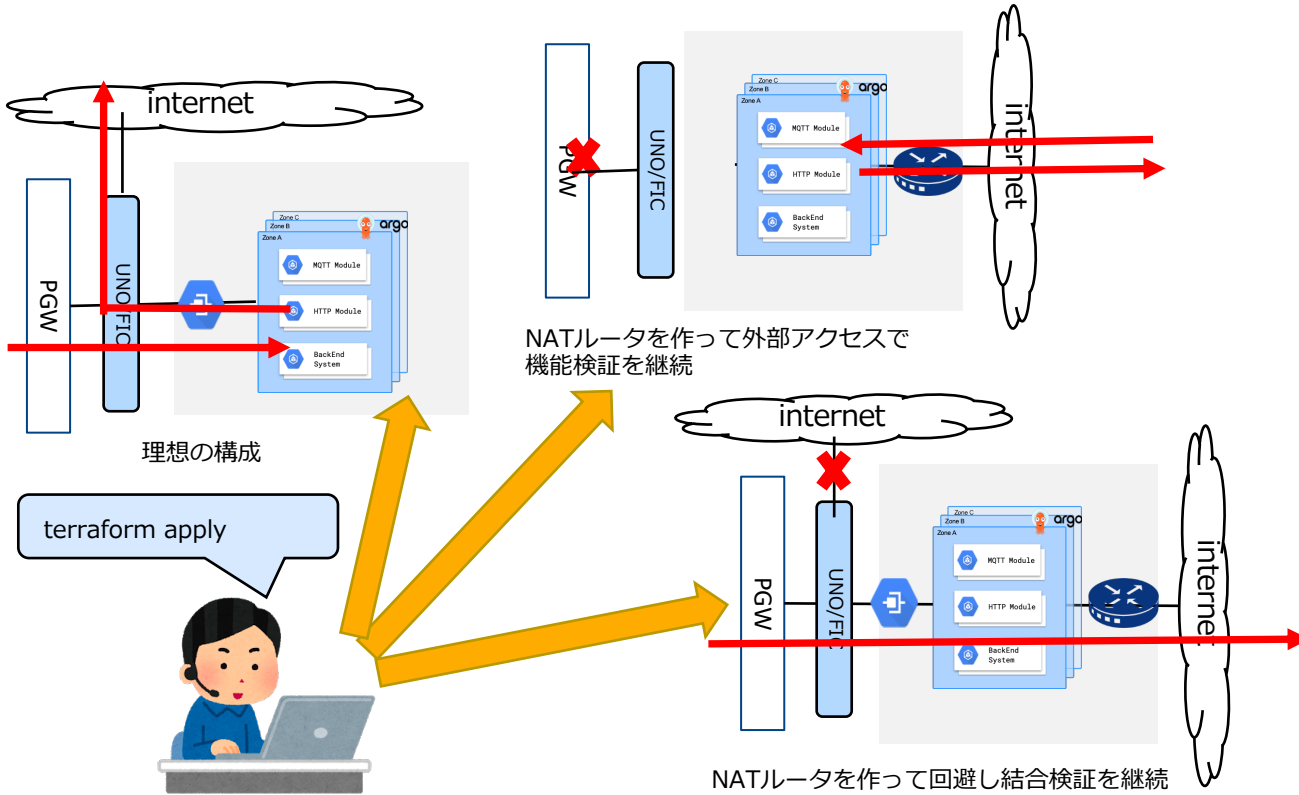 internet
Zone C
Zone B
argo
Zone A
MQTT Module
HTTP Module
BackEnd
System
PGW
UNO/FIC
理想の構成
Zone C
Zone B
argo
Zone A
MQTT Module
HTTP Module
BackEnd
System
PGW
UNO/FIC
internet
NATルータを作って外部アクセスで
機能検証を継続
terraform apply
internet
Zone C
Zone B
argo
Zone A
MQTT Module
HTTP Module
BackEnd
System
PGW
UNO/FIC
internet
NATルータを作って回避し結合検証を継続